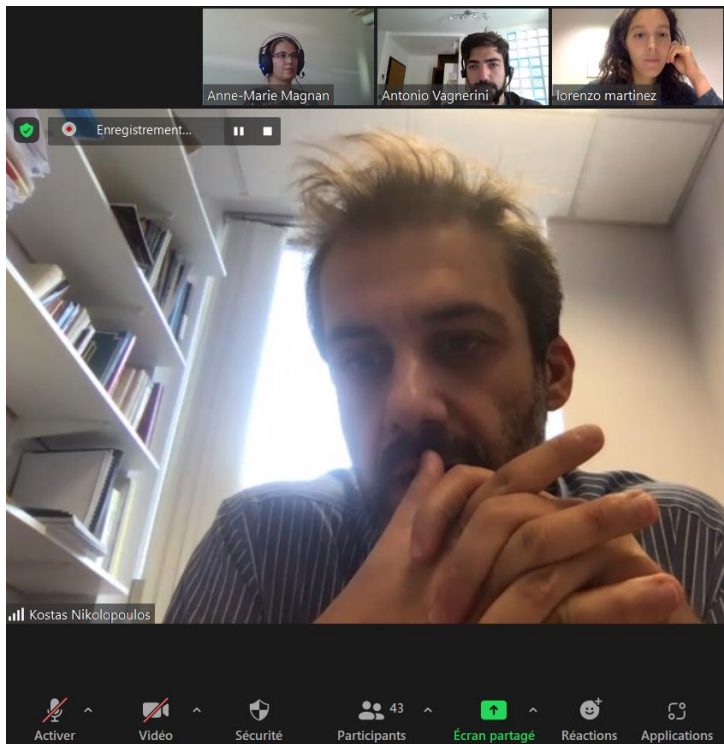 Anne-Marie Magnan
Antonio Vagnerini
lorenzo martinez
Enregistrement...
Kostas Nikolopoulos
43
Activer
Vidéo
Sécurité
Participants
Écran partagé
Réactions
Applications